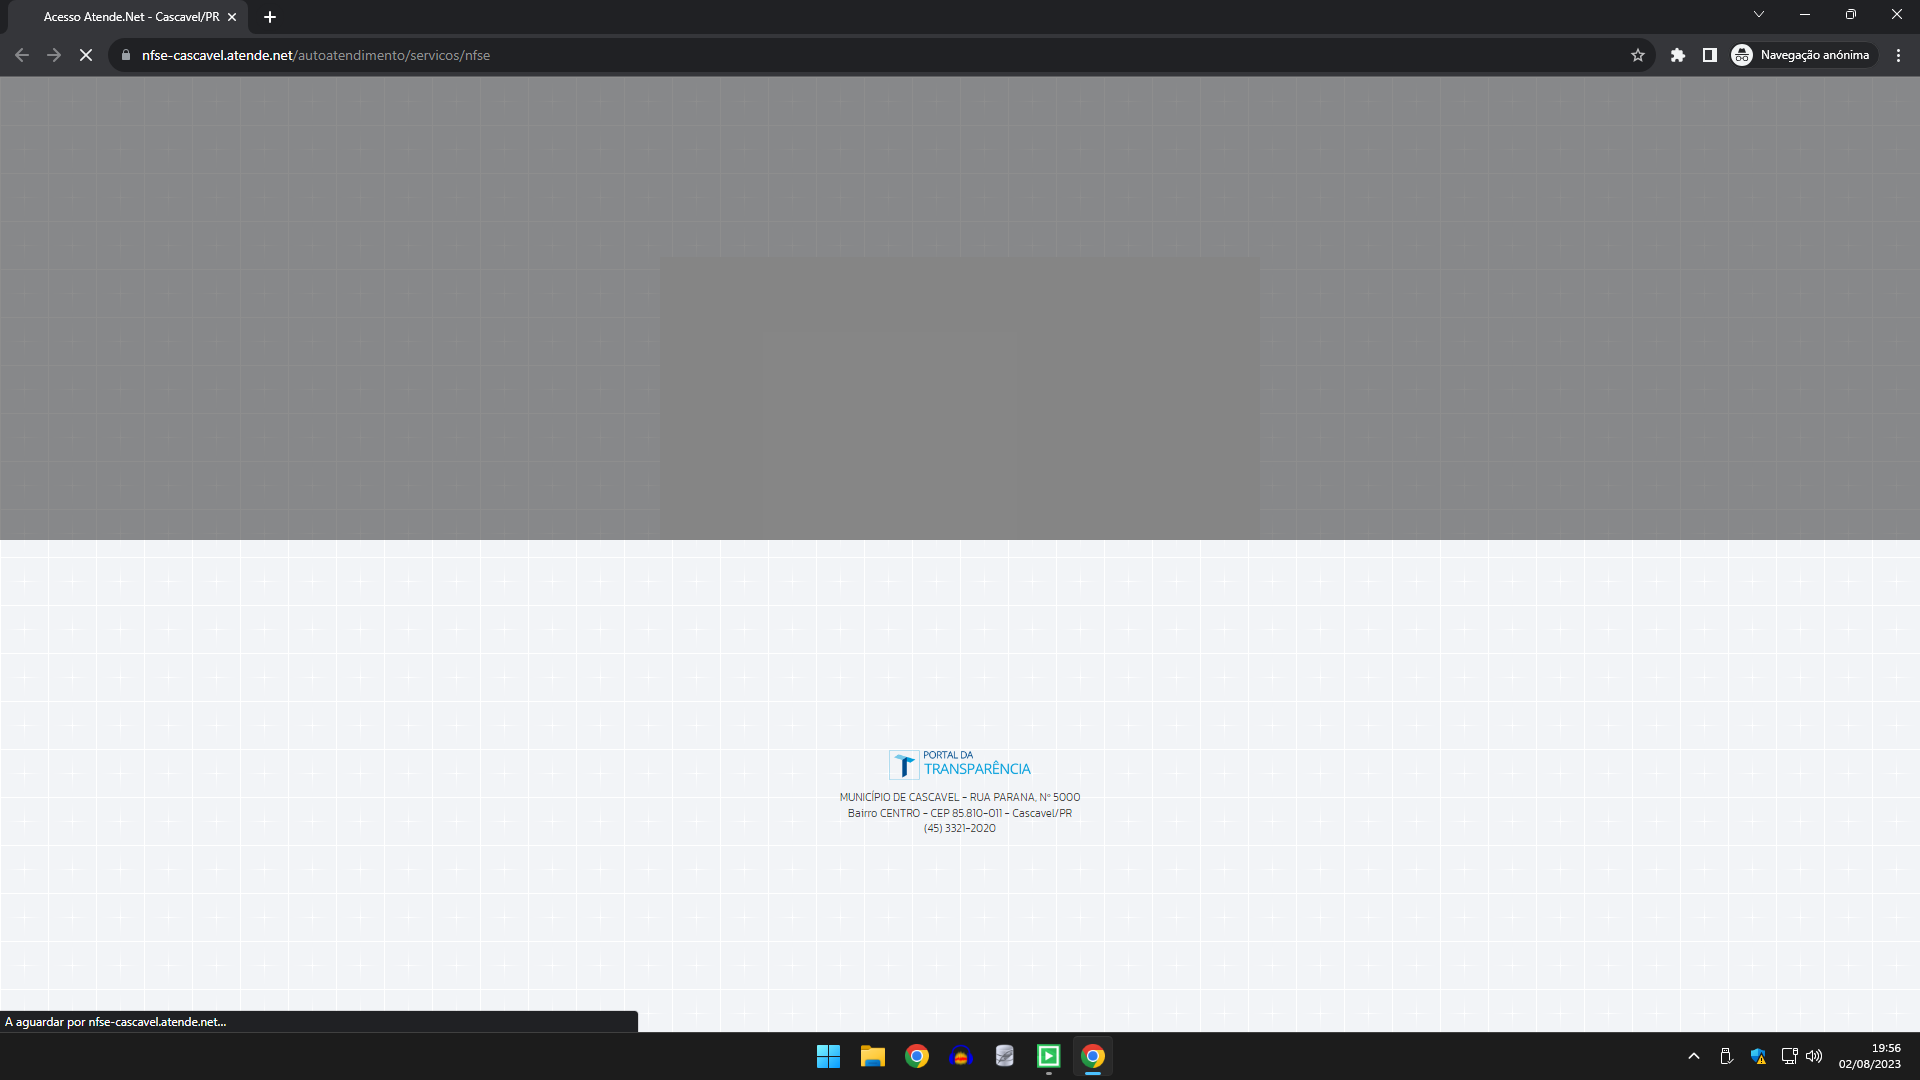 Acesso Atende.Net - Cascavel/PR
nfse-cascavel.atende.net/autoatendimento/servicos/nfse
Navegação anónima
PORTAL DA
TRANSPARÊNCIA
MUNICÍPIO DE CASCAVEL - RUA PARANA, Nº 5000
Bairro CENTRO - CEP 85.810-011 - Cascavel/PR
(45) 3321-2020
A aguardar por nfse-cascavel.atende.net...
19:56
02/08/2023